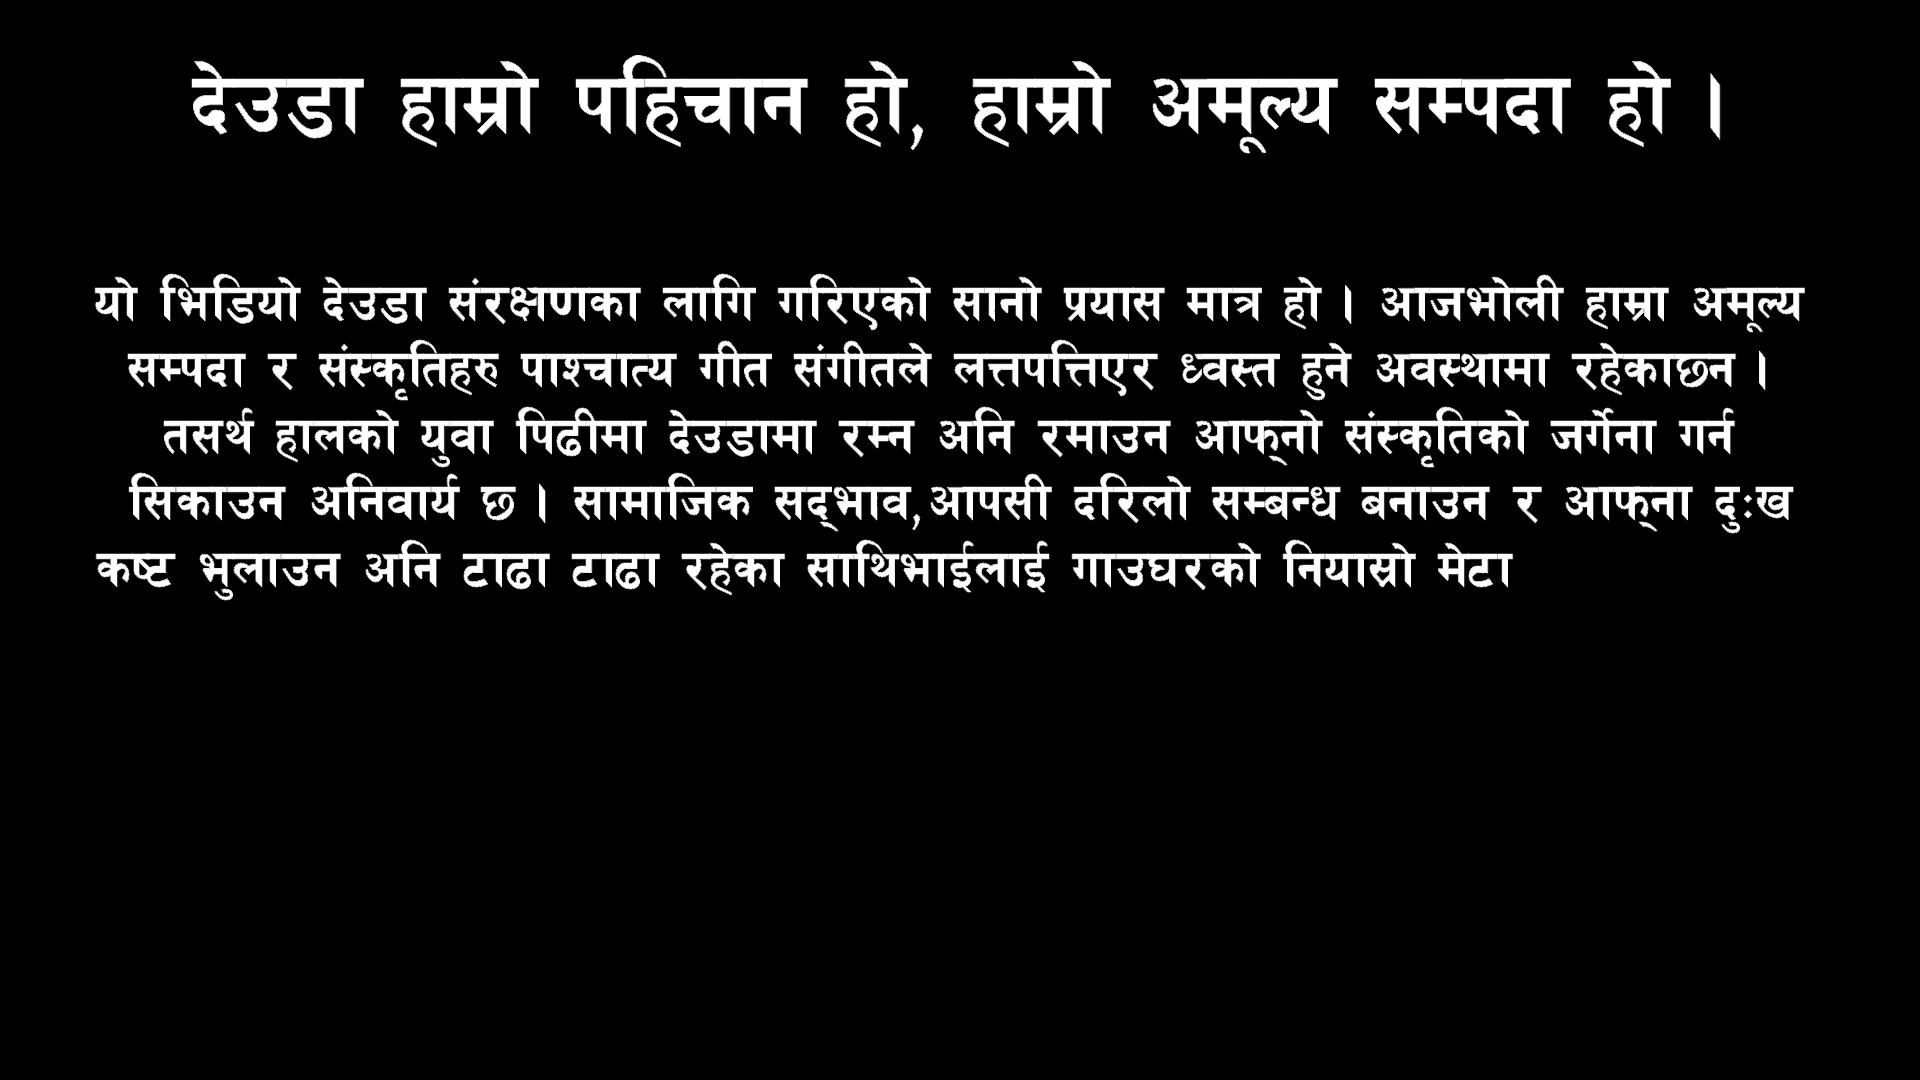 देउडा हाम्रो पहिचान हो, हाम्रो अमूल्य सम्पदा हो ।
यो भिडियो देउडा संरक्षणका लागि गरिएको सानो प्रयास मात्र हो । आजभोली हाम्रा अमूल्य
सम्पदा र संस्कृतिहरु पाश्चात्य गीत संगीतले लत्तपत्तिएर ध्वस्त हुने अवस्थामा रहेकाछन ।
तसर्थ हालको युवा पिढीमा देउडामा रम्न अनि रमाउन आफ्‌नो संस्कृतिको जर्गेना गर्न
सिकाउन अनिवार्य छ । सामाजिक सद्‌भाव,आपसी दरिलो सम्बन्ध बनाउन र आफ्‌ना दुःख
कष्ट भुलाउन अनि टाढा टाढा रहेका साथिभाईलाई गाउघरको नियास्रो मेटा